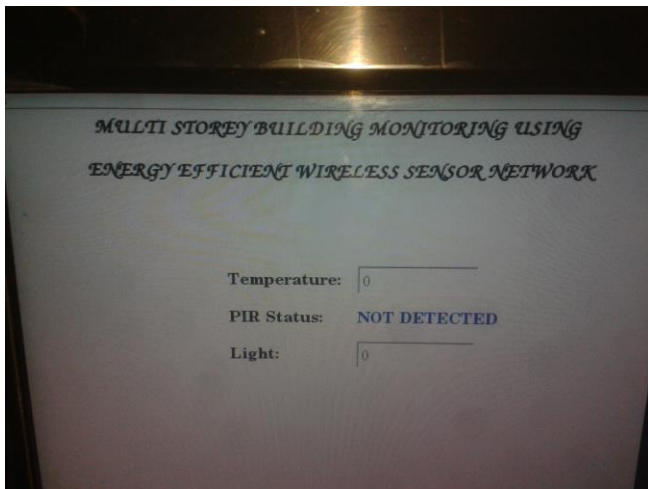 MULTI STOREY BUILDING MONITORING USING
ENERGY EFFICIENT WIRELESS SENSOR NETWORK
Temperature: 0
PIR Status: NOT DETECTED
Light: 0